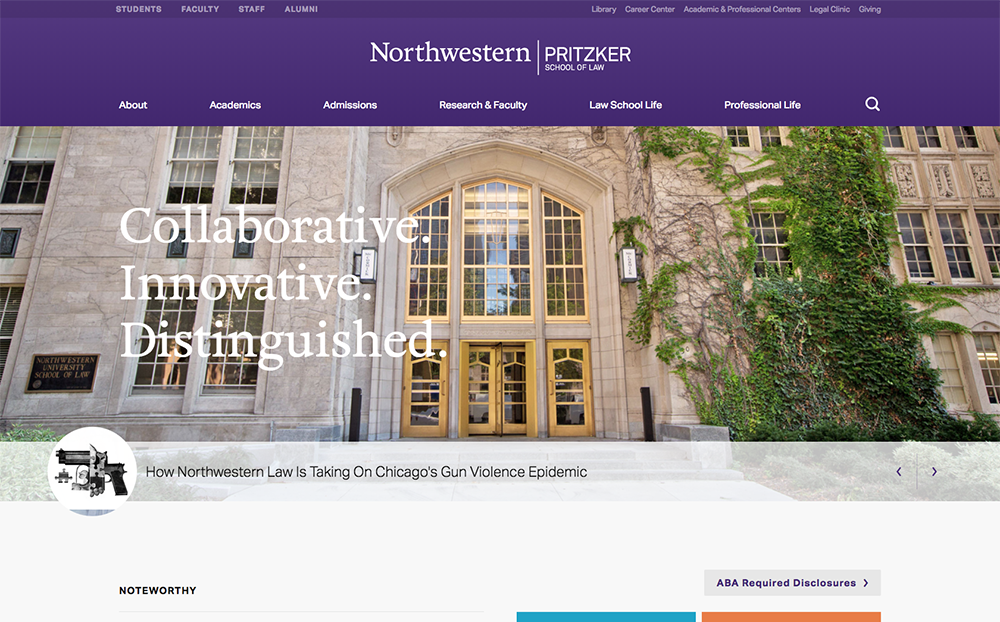 STUDENTS FACULTY STAFF ALUMNI
Library Career Center Academic & Professional Centers Legal Clinic Giving
Northwestern PRITZKER
SCHOOL OF LAW
About Academics Admissions Research & Faculty Law School Life Professional Life
Collaborative.
Innovative.
Distinguished.
NORTHWESTERN
UNIVERSITY
SCHOOL OF LAW
How Northwestern Law Is Taking On Chicago's Gun Violence Epidemic
ABA Required Disclosures
NOTEWORTHY